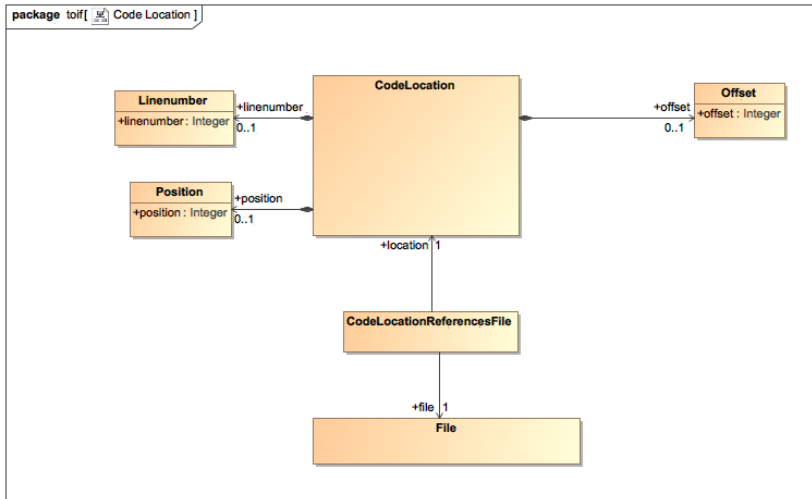 package toif[ Code Location ]
CodeLocation
Linenumber
+linenumber : Integer
+linenumber
0..1
Offset
+offset : Integer
+offset
0..1
Position
+position : Integer
+position
0..1
+location 1
CodeLocationReferencesFile
+file 1
File